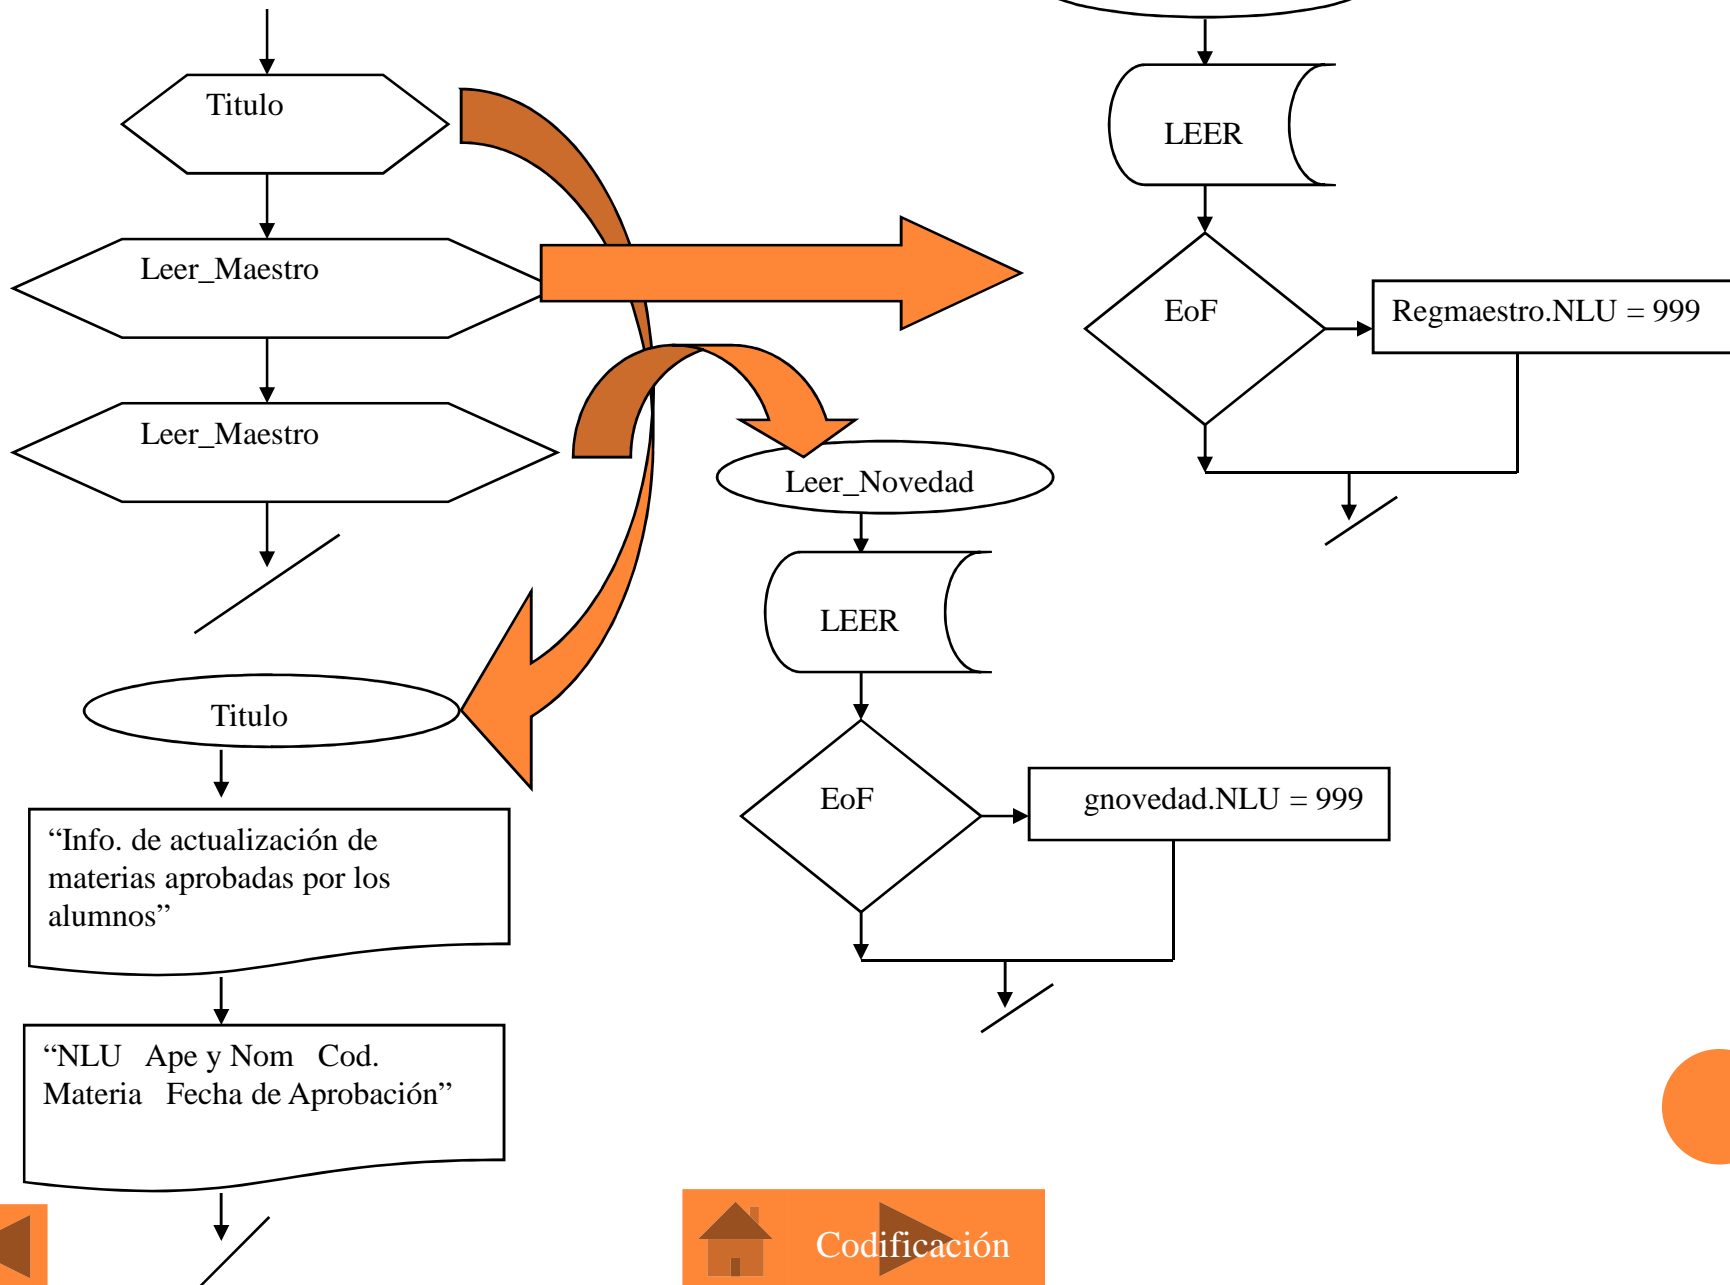 Titulo
Leer_Maestro
Leer_Maestro
LEER
EoF
Regmaestro.NLU = 999
Leer_Novedad
LEER
EoF
gnovedad.NLU = 999
Titulo
“Info. de actualización de
materias aprobadas por los
alumnos”
“NLU   Ape y Nom   Cod.
Materia   Fecha de Aprobación”
Codificación